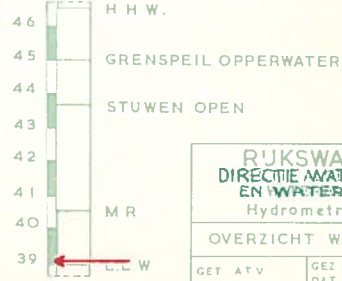 46
H H W.
45
GRENSPEIL OPPERWATER
44
STUWEN OPEN
43
42
41
40
M R
39
L.L W
RIJKSWA
DIRECTIE WAT
EN WATER
Hydrometr
OVERZICHT W
GET ATV
GEZ